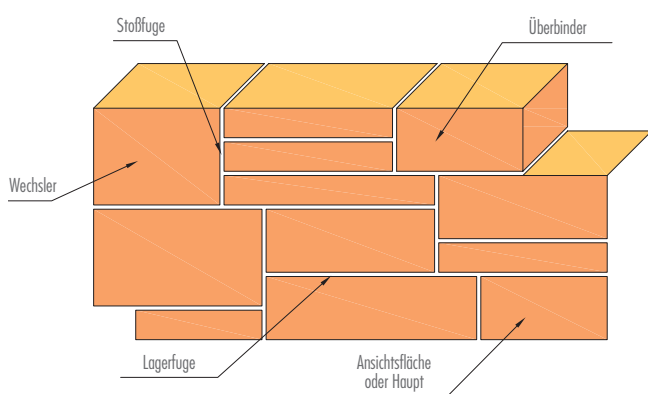 Stoßfuge
Überbinder
Wechsler
Lagerfuge
Ansichtsfläche
oder Haupt